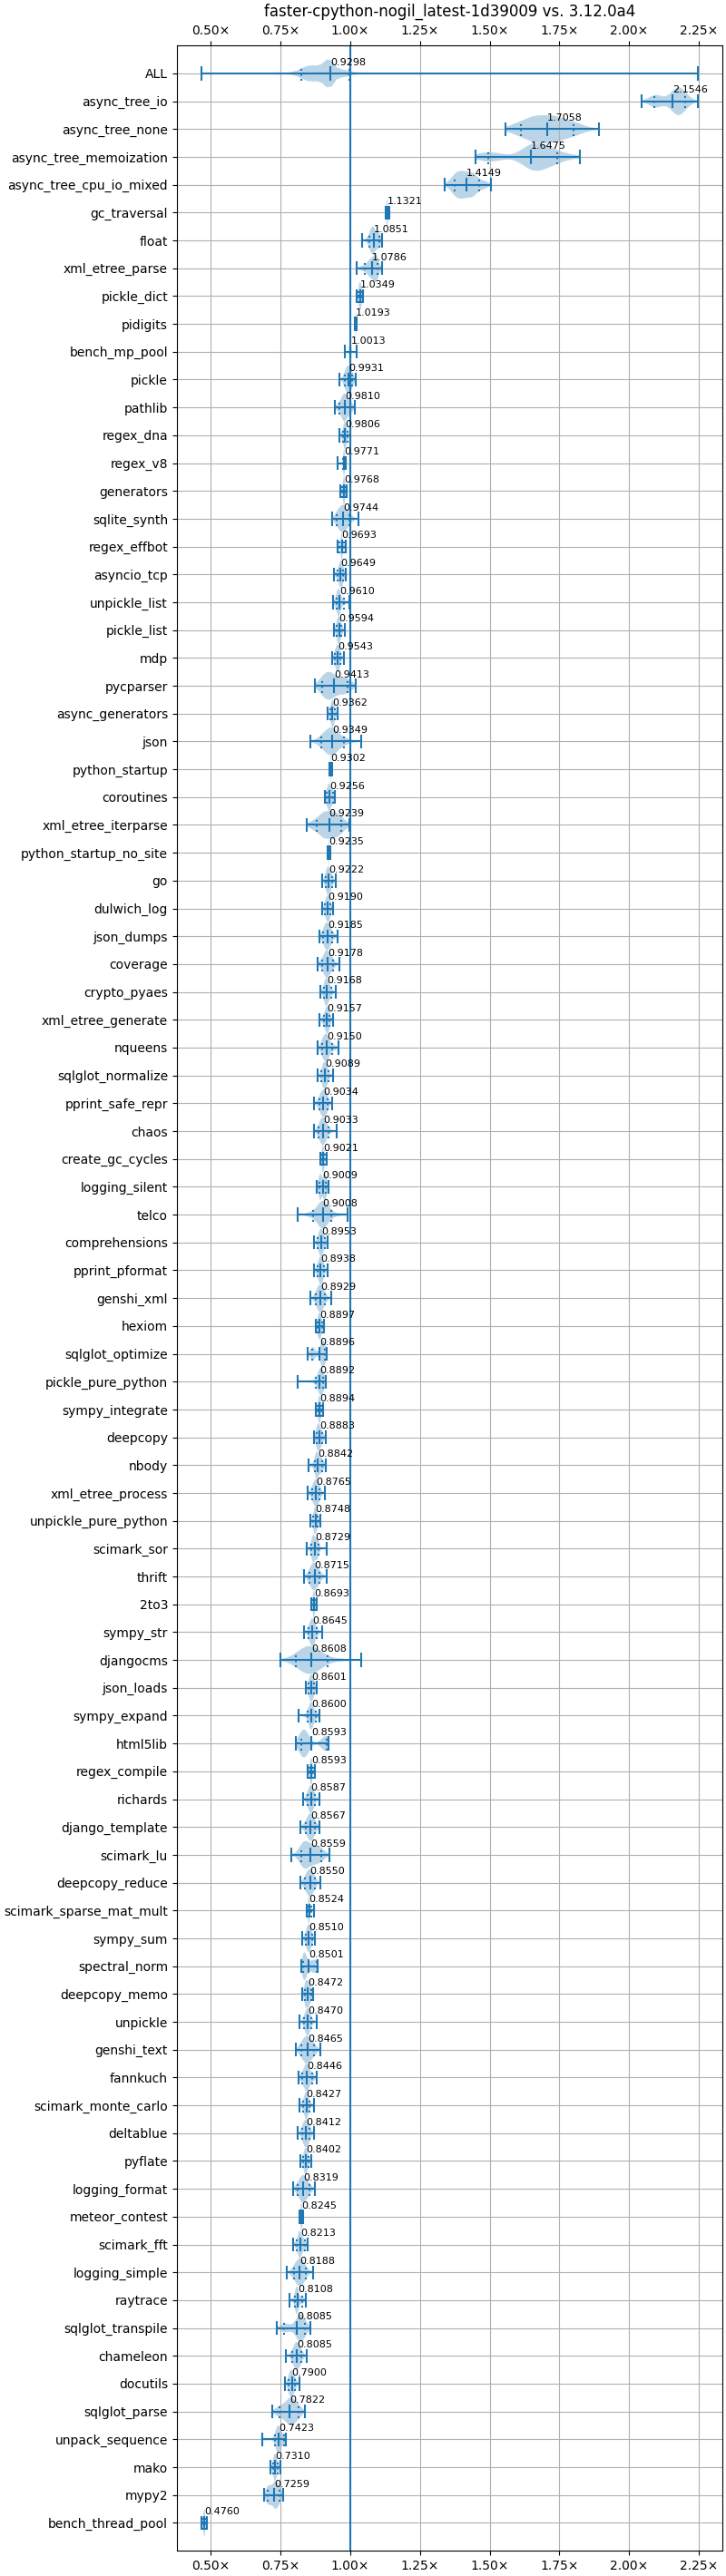 faster-cpython-nogil_latest-1d39009 vs. 3.12.0a4
0.50× 0.75× 1.00× 1.25× 1.50× 1.75× 2.00× 2.25×
ALL 0.9298
async_tree_io 2.1546
async_tree_none 1.7058
async_tree_memoization 1.6475
async_tree_cpu_io_mixed 1.4149
gc_traversal 1.1321
float 1.0851
xml_etree_parse 1.0786
pickle_dict 1.0349
pidigits 1.0193
bench_mp_pool 1.0013
pickle 0.9931
pathlib 0.9810
regex_dna 0.9806
regex_v8 0.9771
generators 0.9768
sqlite_synth 0.9744
regex_effbot 0.9693
asyncio_tcp 0.9649
unpickle_list 0.9610
pickle_list 0.9594
mdp 0.9543
pycparser 0.9413
async_generators 0.9362
json 0.9349
python_startup 0.9302
coroutines 0.9256
xml_etree_iterparse 0.9239
python_startup_no_site 0.9235
go 0.9222
dulwich_log 0.9190
json_dumps 0.9185
coverage 0.9178
crypto_pyaes 0.9168
xml_etree_generate 0.9157
nqueens 0.9150
sqlglot_normalize 0.9089
pprint_safe_repr 0.9034
chaos 0.9033
create_gc_cycles 0.9021
logging_silent 0.9009
telco 0.9008
comprehensions 0.8953
pprint_pformat 0.8938
genshi_xml 0.8929
hexiom 0.8897
sqlglot_optimize 0.8896
pickle_pure_python 0.8892
sympy_integrate 0.8894
deepcopy 0.8883
nbody 0.8842
xml_etree_process 0.8765
unpickle_pure_python 0.8748
scimark_sor 0.8729
thrift 0.8715
2to3 0.8693
sympy_str 0.8645
djangocms 0.8608
json_loads 0.8601
sympy_expand 0.8600
html5lib 0.8593
regex_compile 0.8593
richards 0.8587
django_template 0.8567
scimark_lu 0.8559
deepcopy_reduce 0.8550
scimark_sparse_mat_mult 0.8524
sympy_sum 0.8510
spectral_norm 0.8501
deepcopy_memo 0.8472
unpickle 0.8470
genshi_text 0.8465
fannkuch 0.8446
scimark_monte_carlo 0.8427
deltablue 0.8412
pyflate 0.8402
logging_format 0.8319
meteor_contest 0.8245
scimark_fft 0.8213
logging_simple 0.8188
raytrace 0.8108
sqlglot_transpile 0.8085
chameleon 0.8085
docutils 0.7900
sqlglot_parse 0.7822
unpack_sequence 0.7423
mako 0.7310
mypy2 0.7259
bench_thread_pool 0.4760
0.50× 0.75× 1.00× 1.25× 1.50× 1.75× 2.00× 2.25×